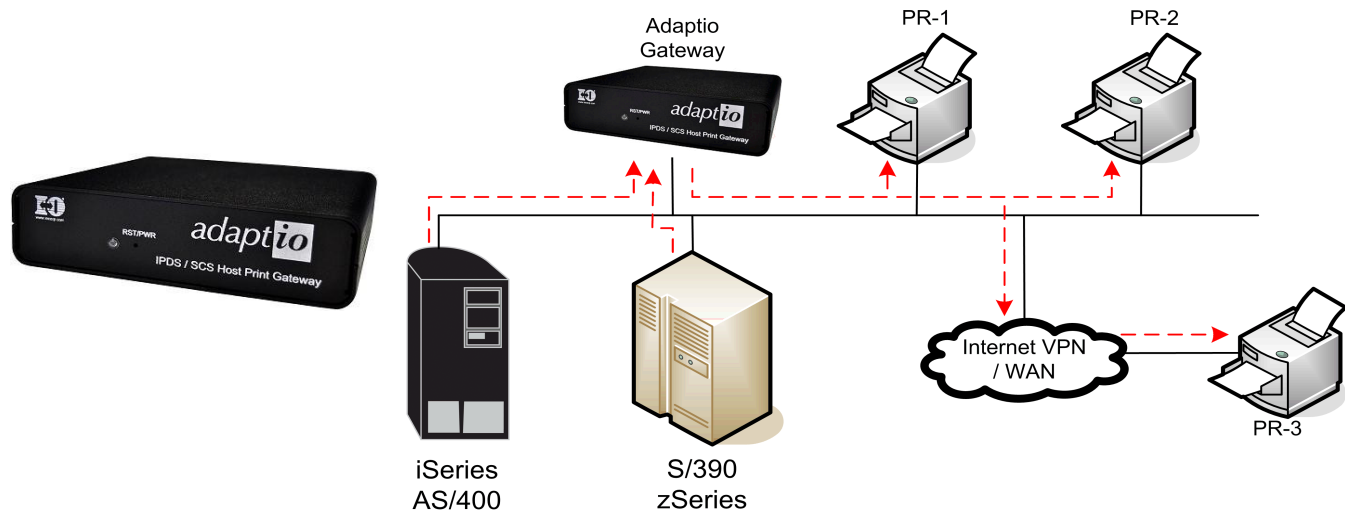 I·O
RST/PWR
adaptio
IPDS / SCS Host Print Gateway
Adaptio
Gateway
I·O
RST/PWR
adaptio
IPDS / SCS Host Print Gateway
PR-1
PR-2
Internet VPN
/ WAN
PR-3
iSeries
AS/400
S/390
zSeries